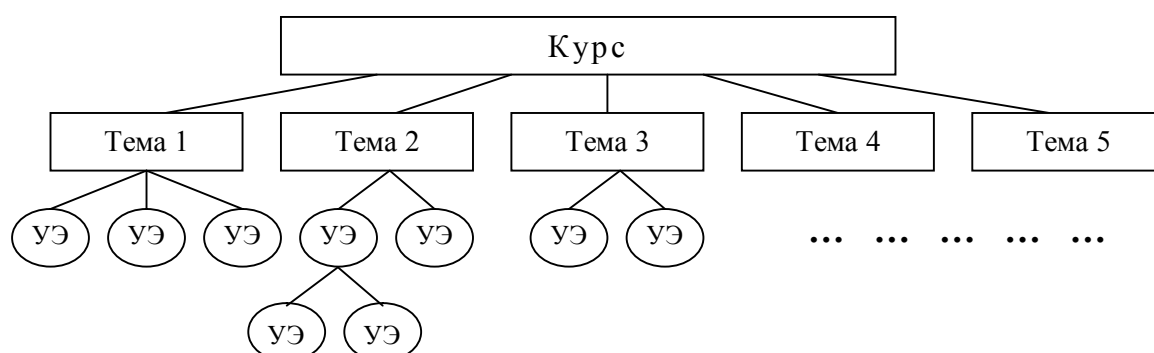 Курс
Тема 1 Тема 2 Тема 3 Тема 4 Тема 5
УЭ УЭ УЭ УЭ УЭ УЭ УЭ ... ... ... ... ...
УЭ УЭ